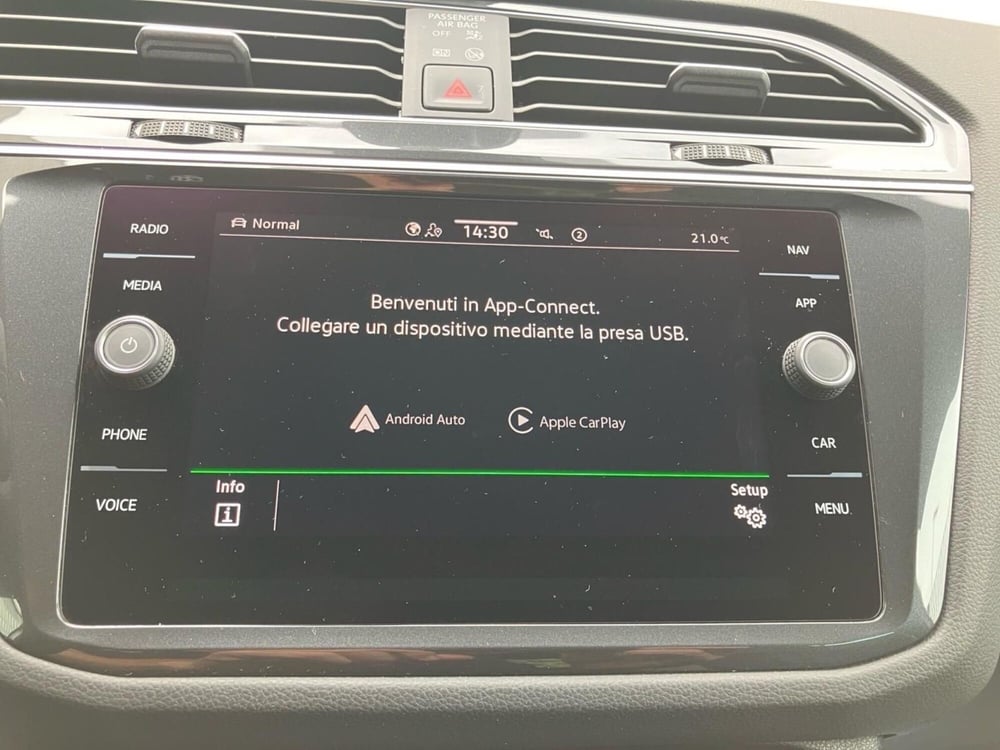 PASSENGER
AIR BAG
OFF
ON
RADIO
MEDIA
PHONE
VOICE
Normal
14:30
2
21.0°C
Benvenuti in App-Connect.
Collegare un dispositivo mediante la presa USB.
Android Auto
Apple CarPlay
Info
i
Setup
NAV
APP
CAR
MENU